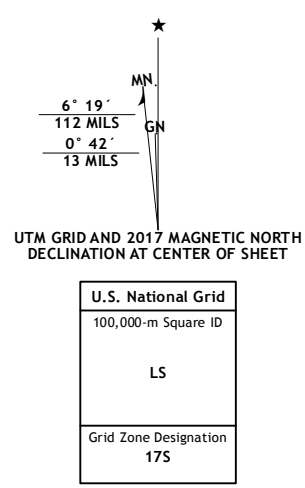 ★
MN
6° 19´
112 MILS
GN
0° 42´
13 MILS
UTM GRID AND 2017 MAGNETIC NORTH
DECLINATION AT CENTER OF SHEET
U.S. National Grid
100,000-m Square ID
LS
Grid Zone Designation
17S